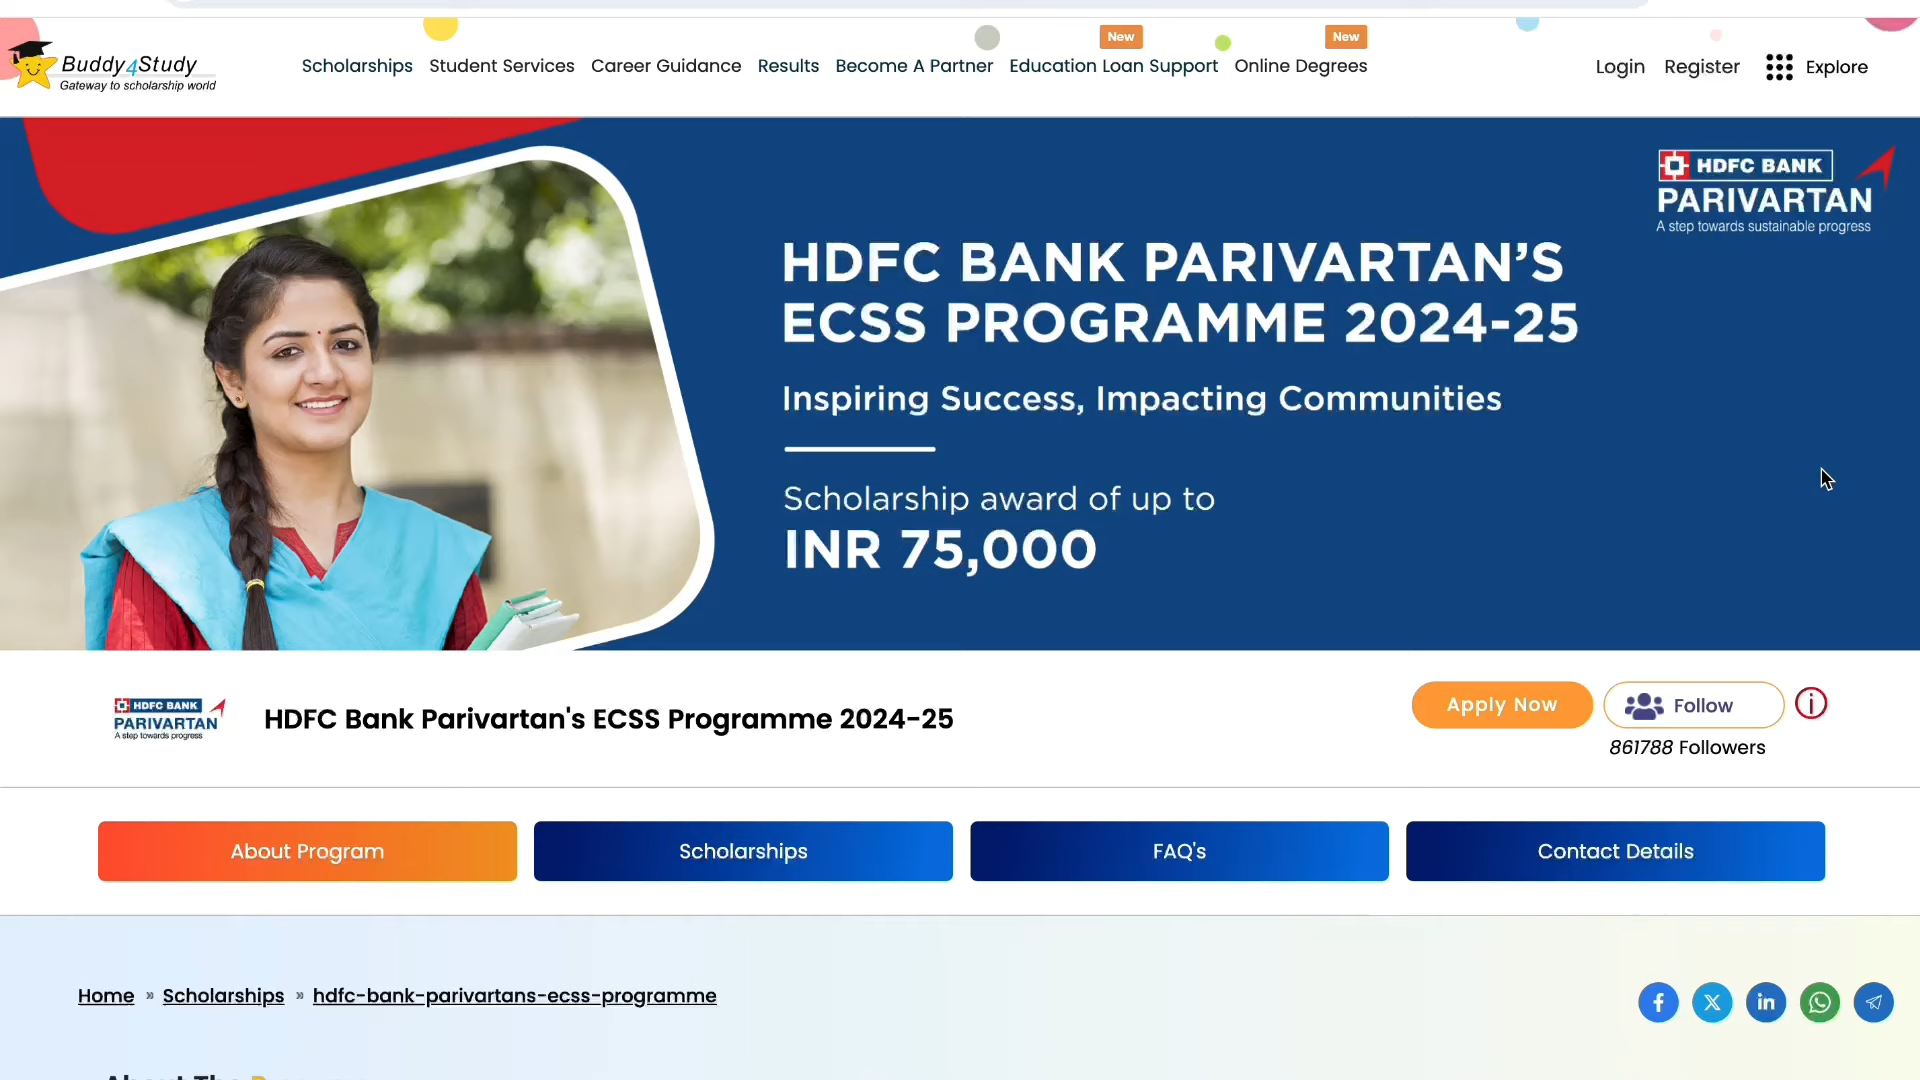 New
New
Buddy4Study
Gateway to scholarship world
Scholarships Student Services Career Guidance Results Become A Partner Education Loan Support Online Degrees
Login Register Explore
HDFC BANK
PARIVARTAN
A step towards sustainable progress
HDFC BANK PARIVARTAN'S
ECSS PROGRAMME 2024-25
Inspiring Success, Impacting Communities
Scholarship award of up to
INR 75,000
HDFC BANK
PARIVARTAN
A step towards progress
HDFC Bank Parivartan's ECSS Programme 2024-25
Apply Now
Follow
861788 Followers
About Program
Scholarships
FAQ's
Contact Details
Home » Scholarships » hdfc-bank-parivartans-ecss-programme